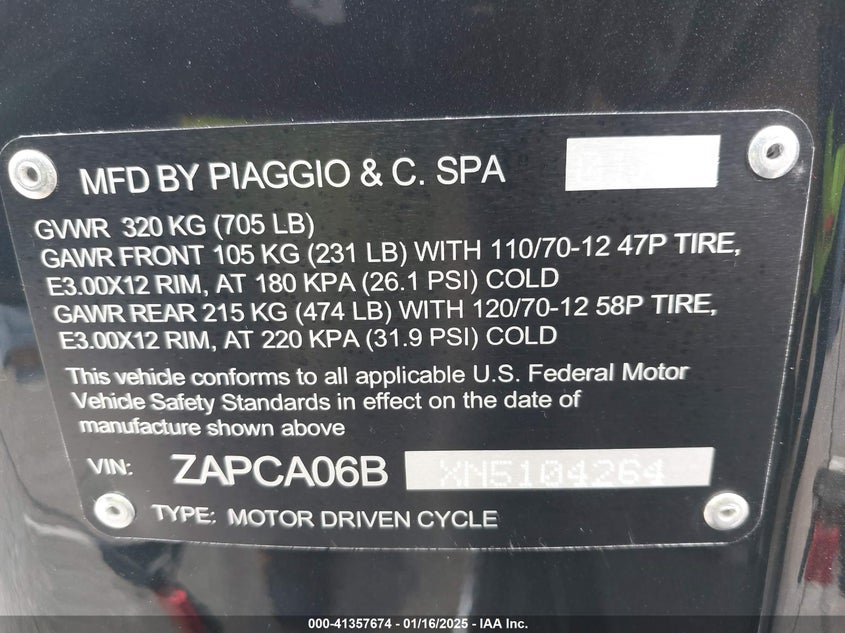 MFD BY PIAGGIO & C. SPA
GVWR 320 KG (705 LB)
GAWR FRONT 105 KG (231 LB) WITH 110/70-12 47P TIRE,
E3.00X12 RIM, AT 180 KPA (26.1 PSI) COLD
GAWR REAR 215 KG (474 LB) WITH 120/70-12 58P TIRE,
E3.00X12 RIM, AT 220 KPA (31.9 PSI) COLD
This vehicle conforms to all applicable U.S. Federal Motor
Vehicle Safety Standards in effect on the date of
manufacture shown above
VIN: ZAPCA06B XN5104264
TYPE: MOTOR DRIVEN CYCLE
000-41357674 - 01/16/2025 - IAA Inc.